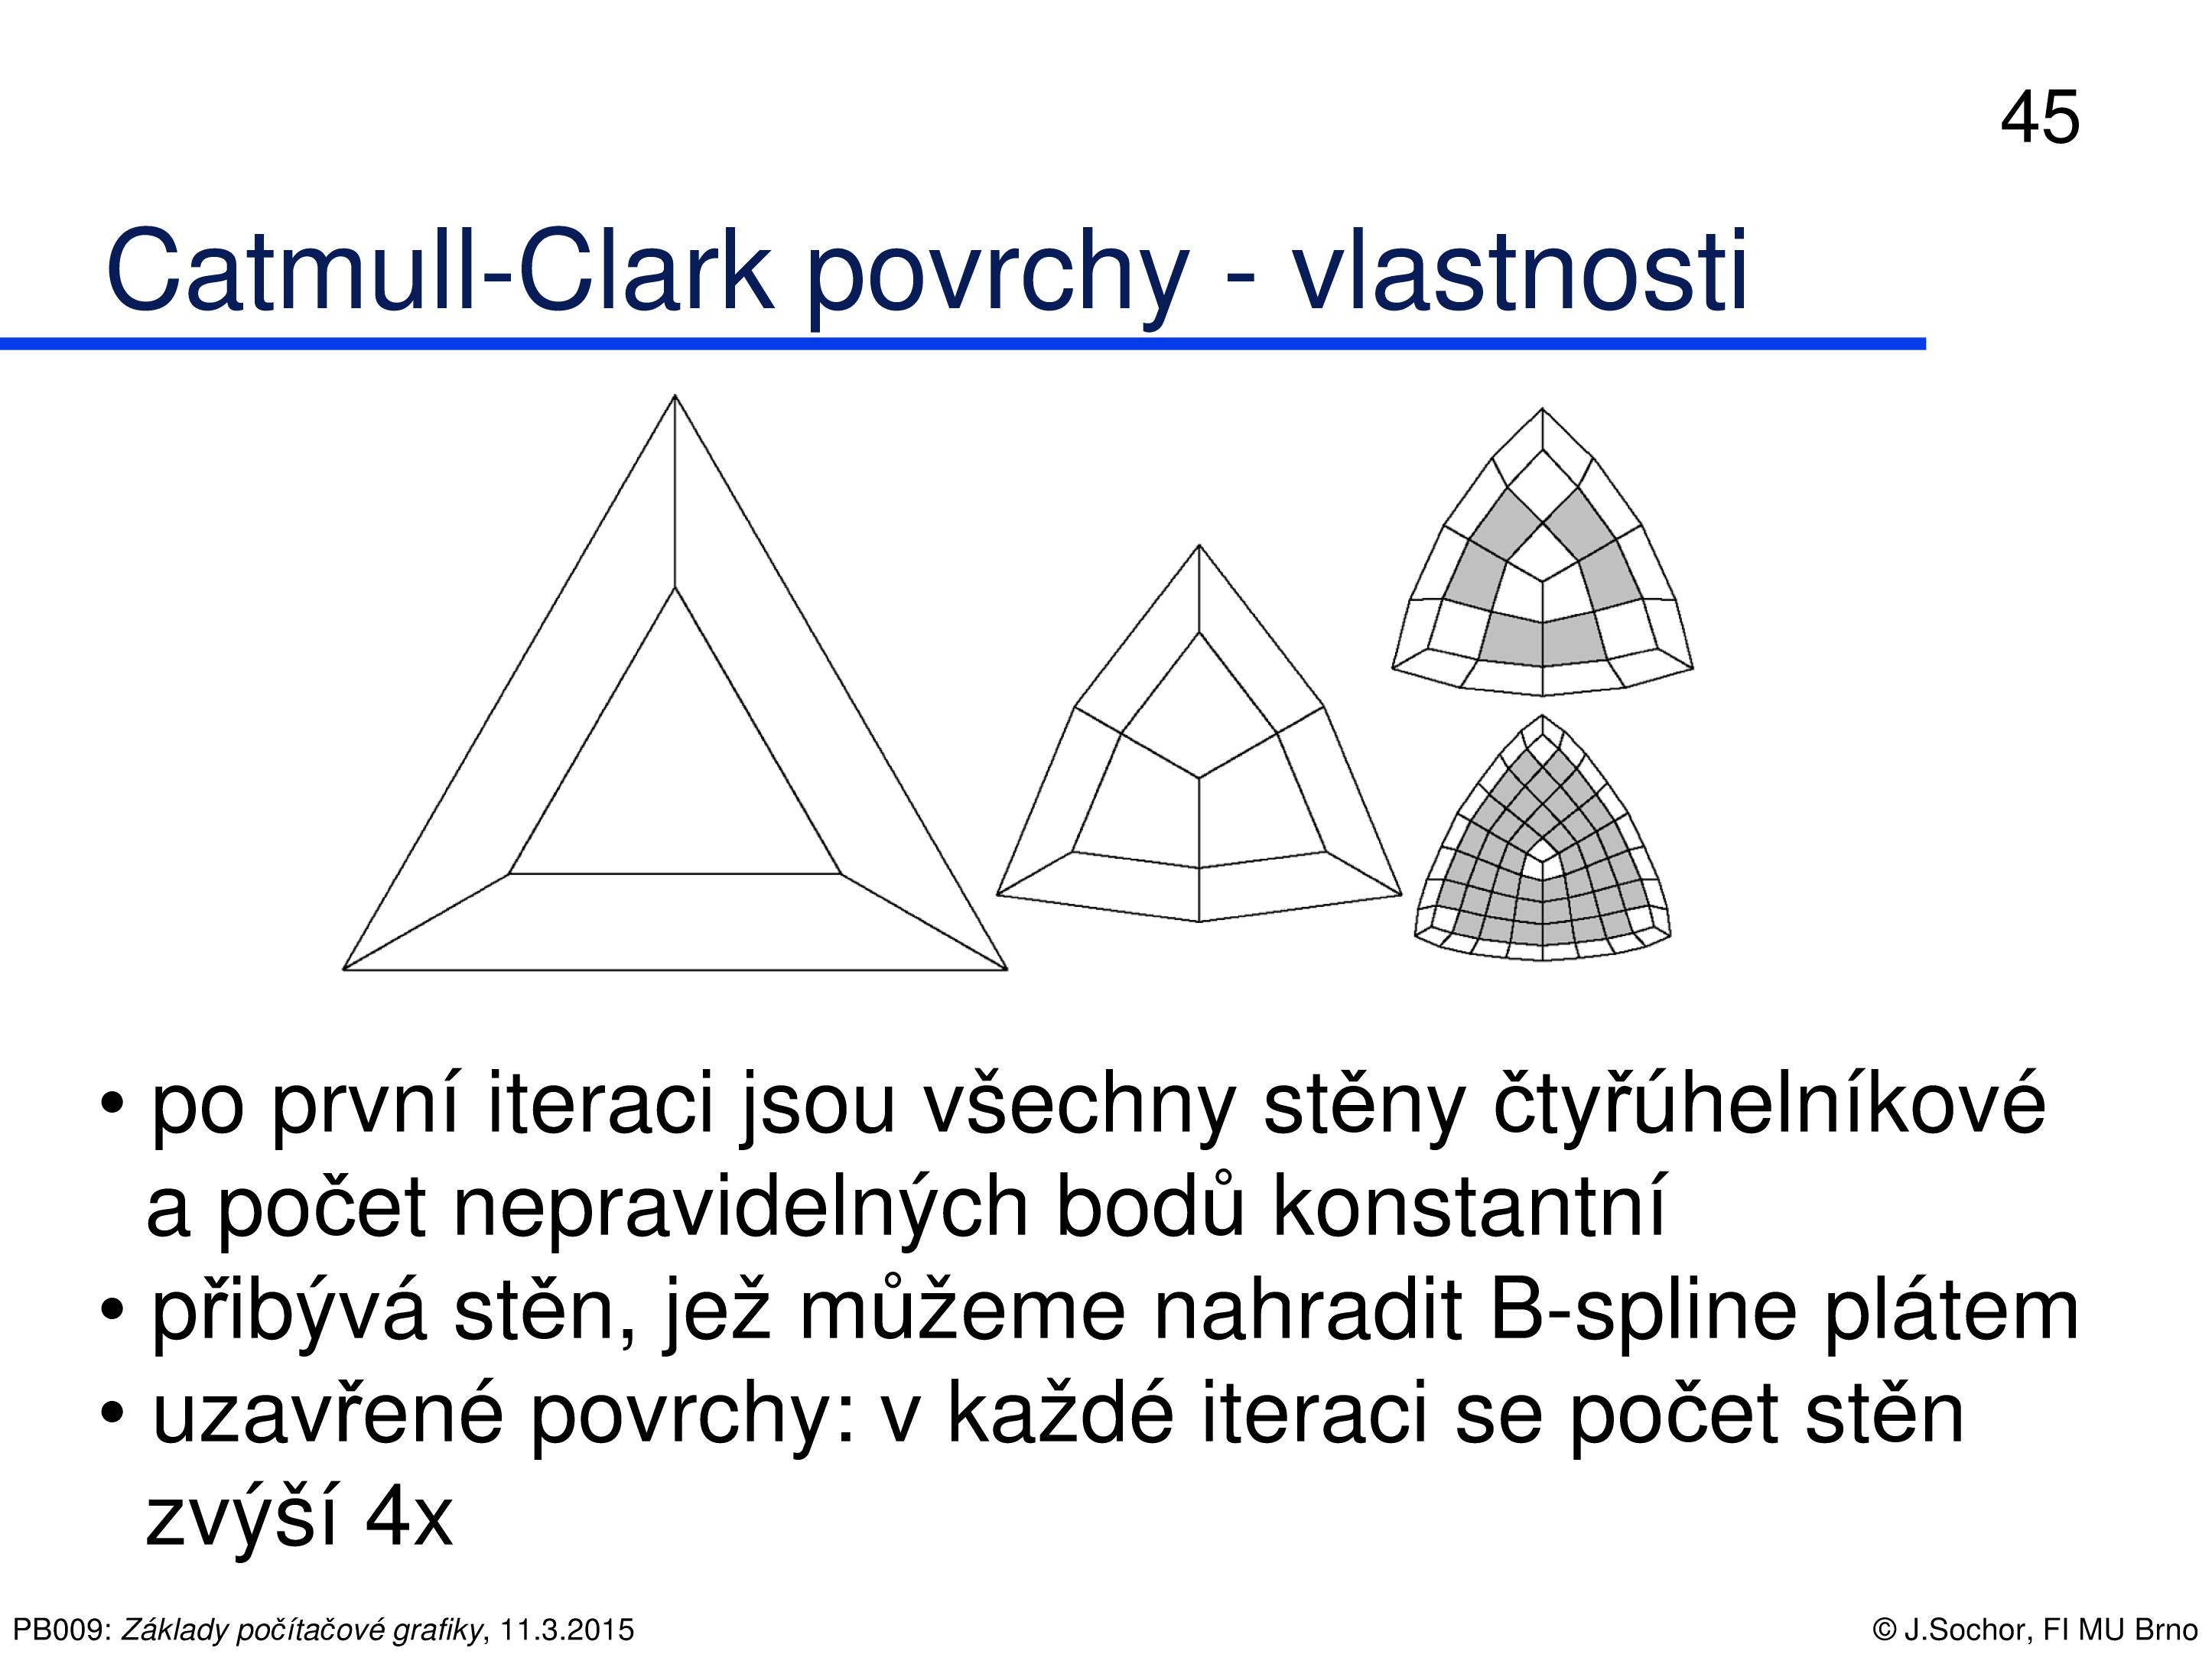 45
Catmull-Clark povrchy - vlastnosti
• po první iteraci jsou všechny stěny čtyřúhelníkové
a počet nepravidelných bodů konstantní
• přibývá stěn, jež můžeme nahradit B-spline plátem
• uzavřené povrchy: v každé iteraci se počet stěn
zvýší 4x
PB009: Základy počítačové grafiky, 11.3.2015
© J.Sochor, FI MU Brno